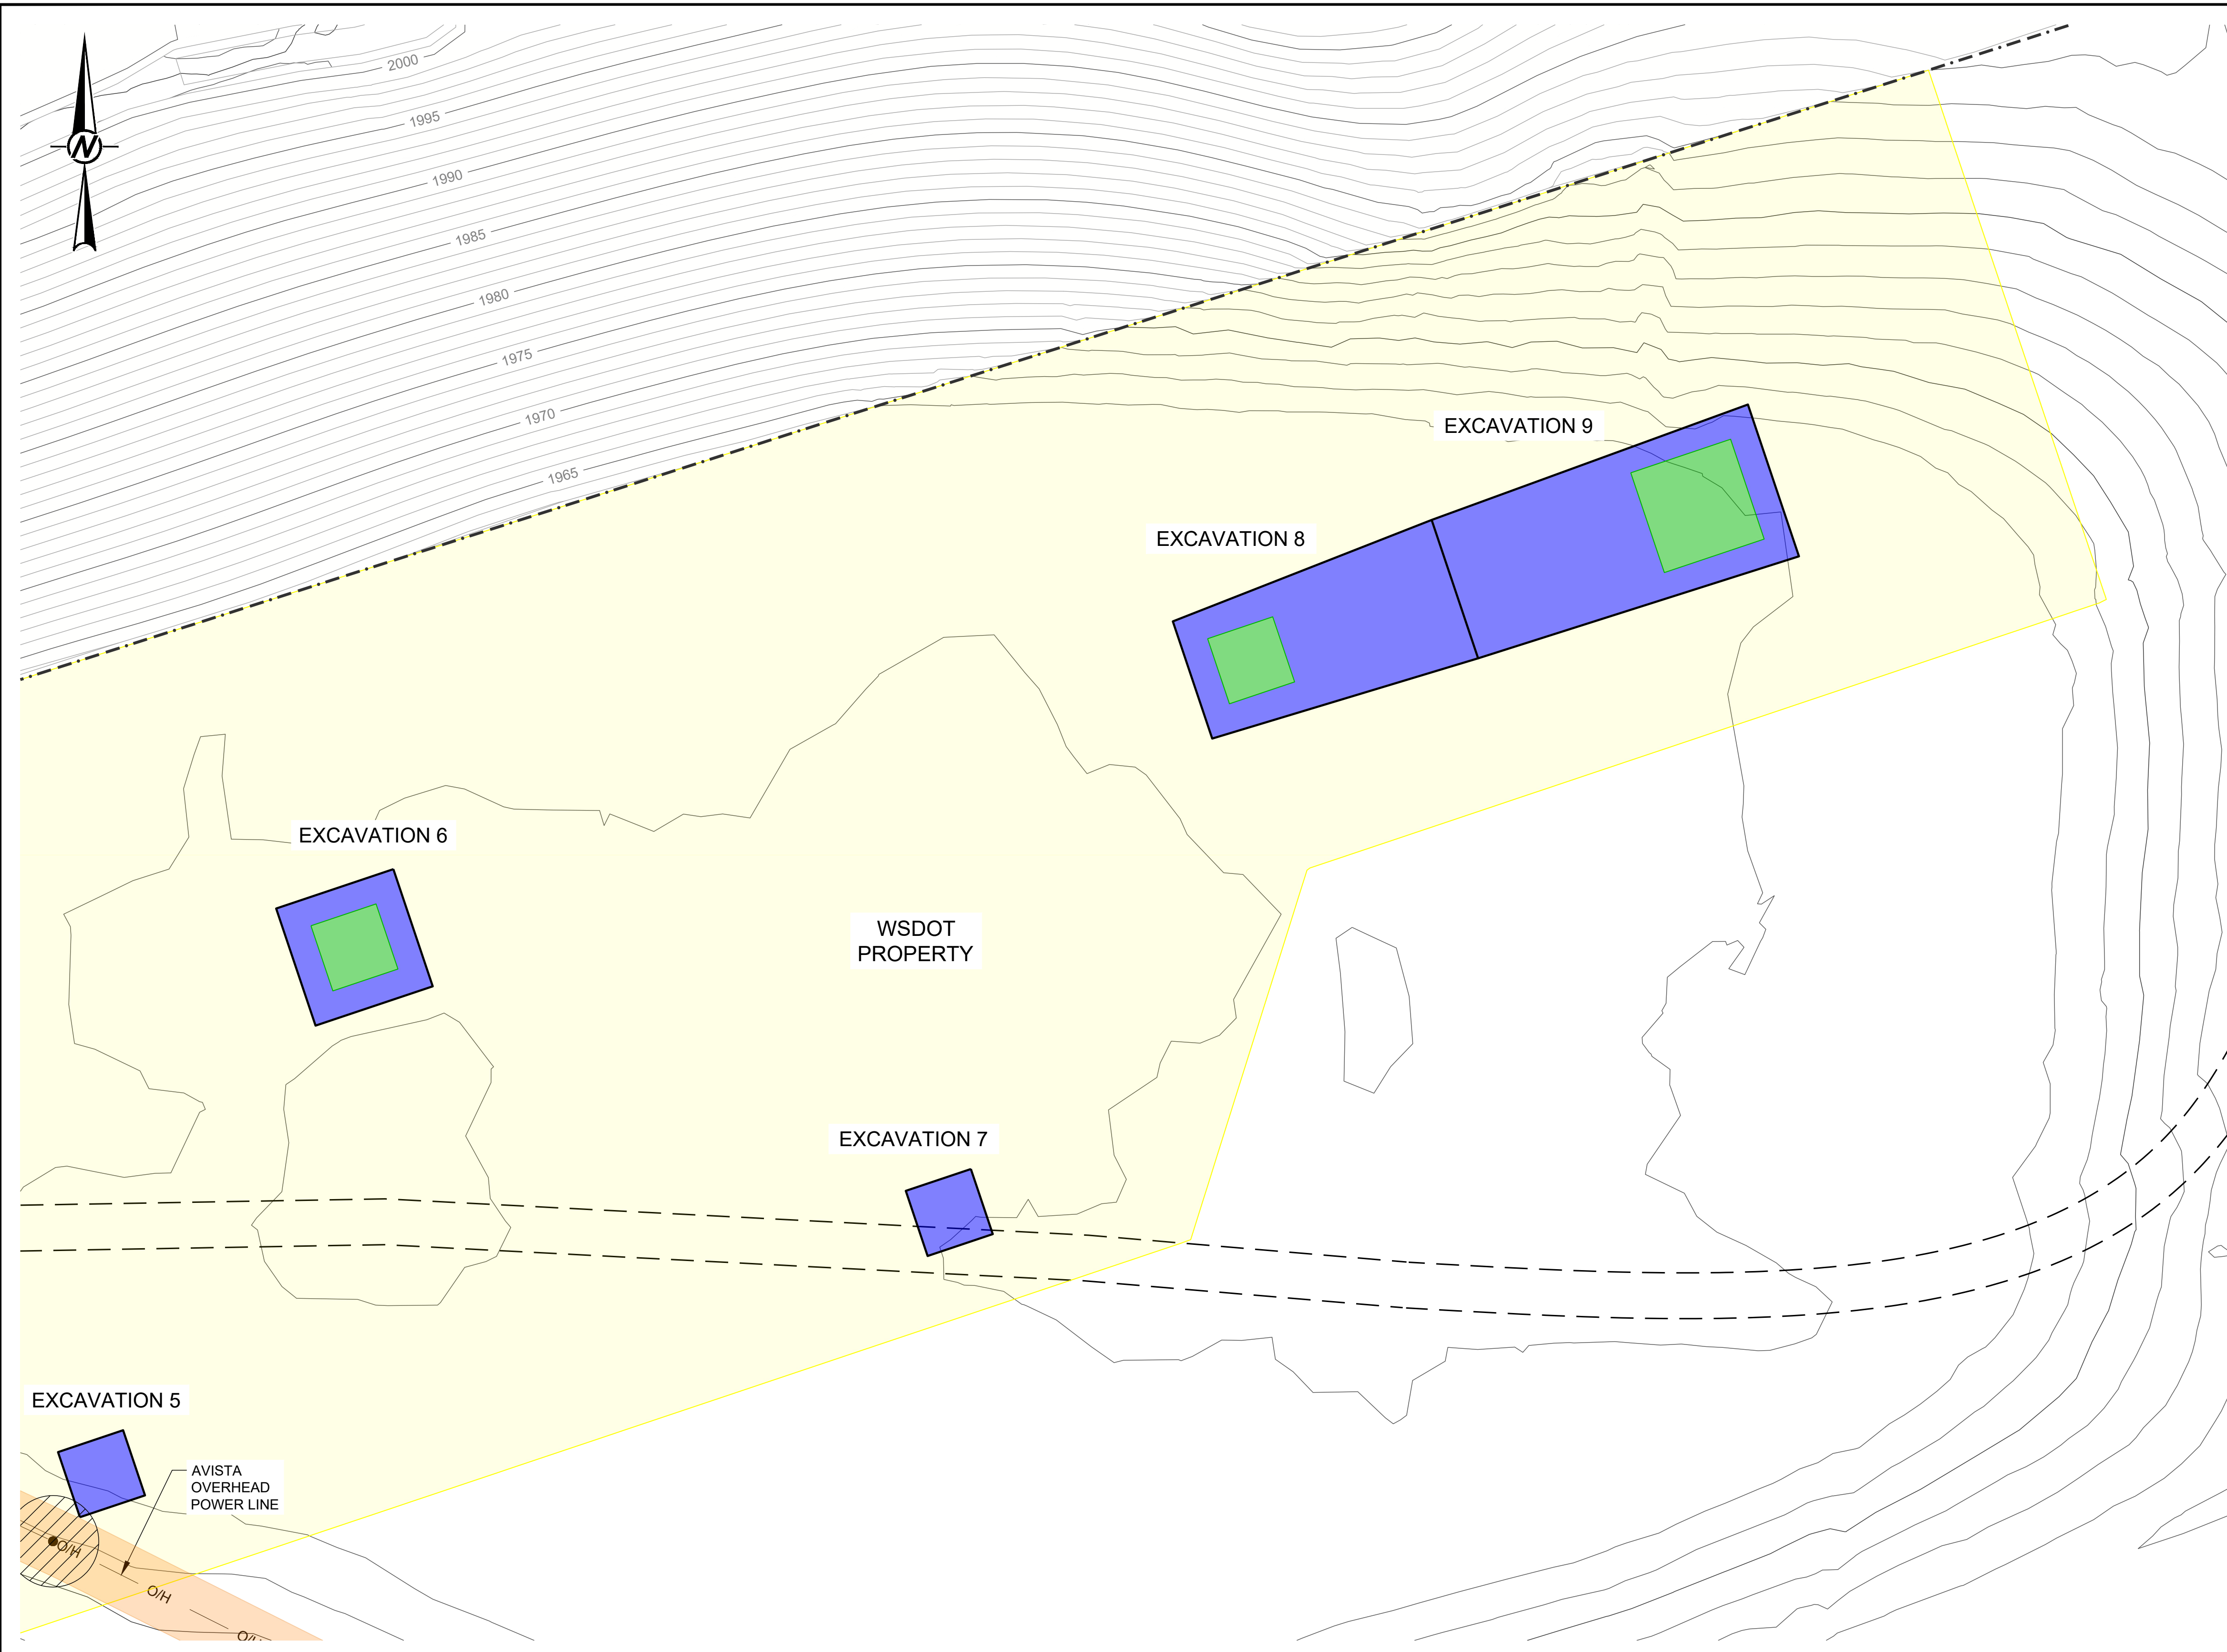 N
2000
1995
1990
1985
1980
1975
1970
1965
EXCAVATION 9
EXCAVATION 8
EXCAVATION 6
WSDOT
PROPERTY
EXCAVATION 7
EXCAVATION 5
AVISTA
OVERHEAD
POWER LINE
O/H
O/H